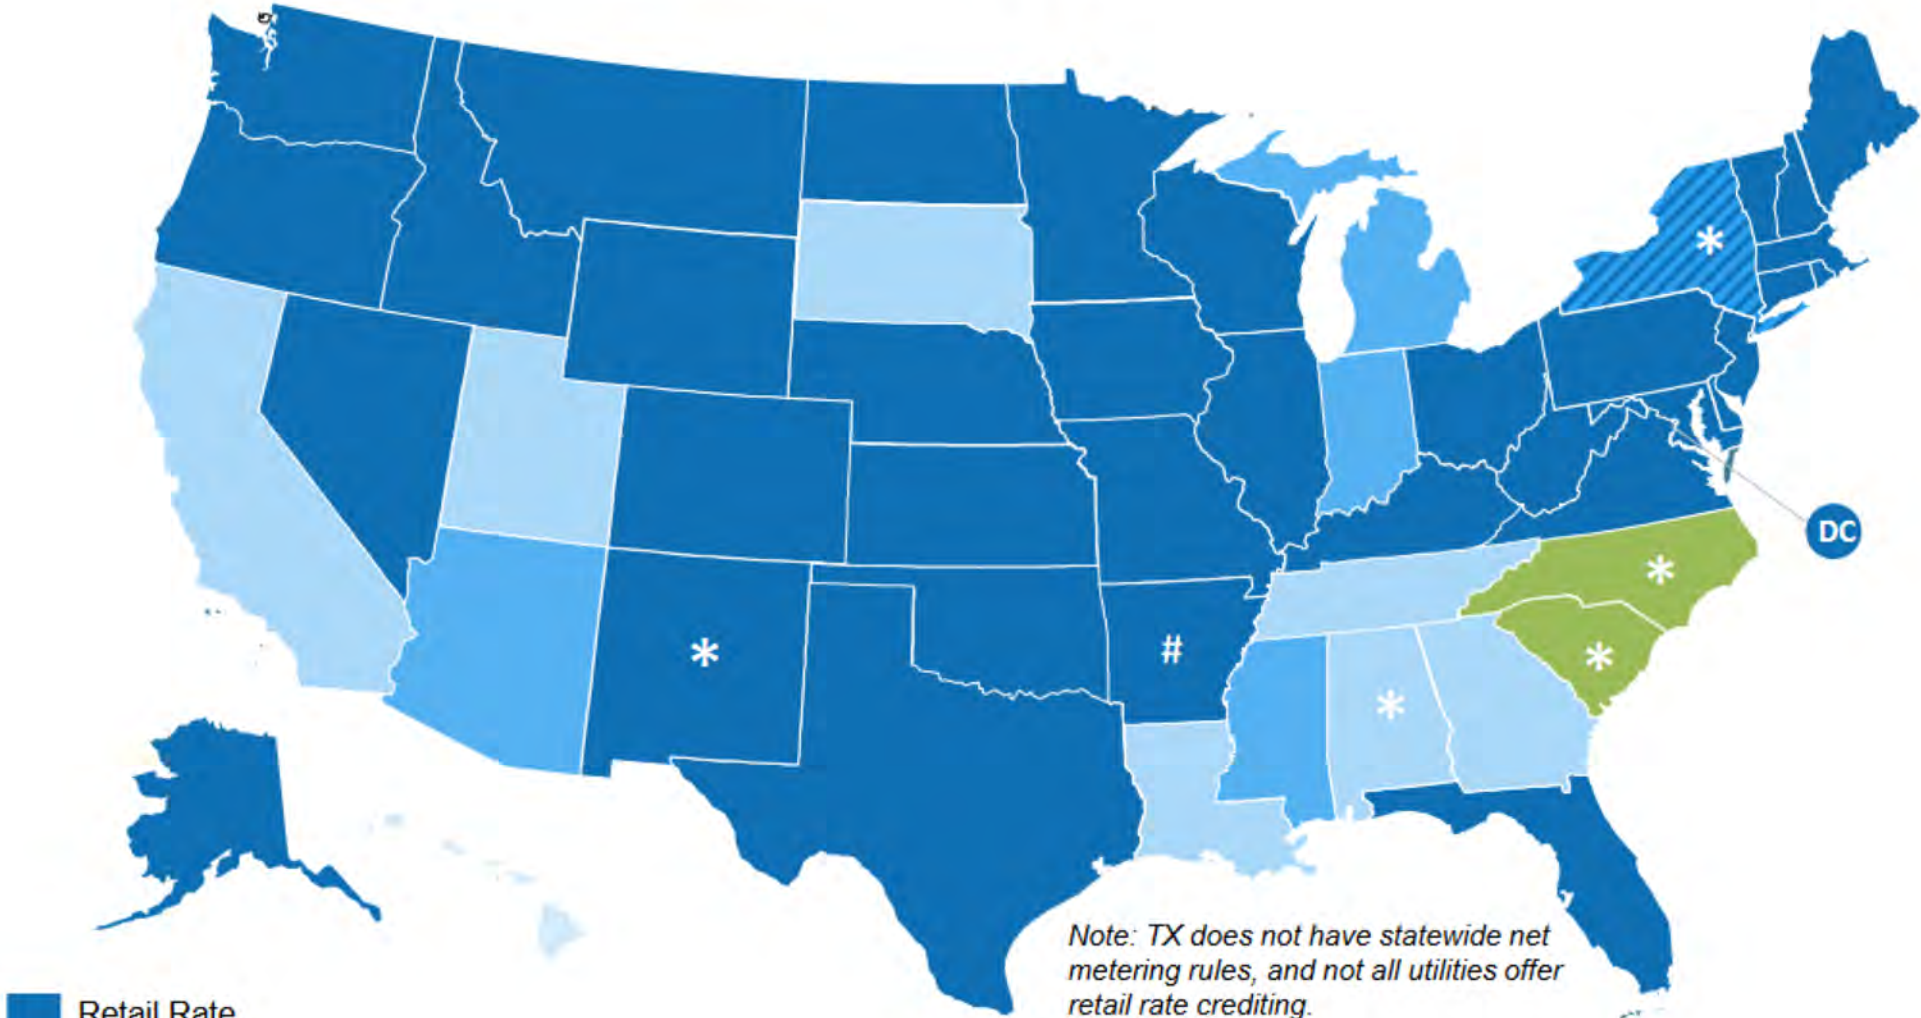 *
*
DC
*
*
#
*
*
Note: TX does not have statewide net
metering rules, and not all utilities offer
retail rate crediting.
Retail Rate